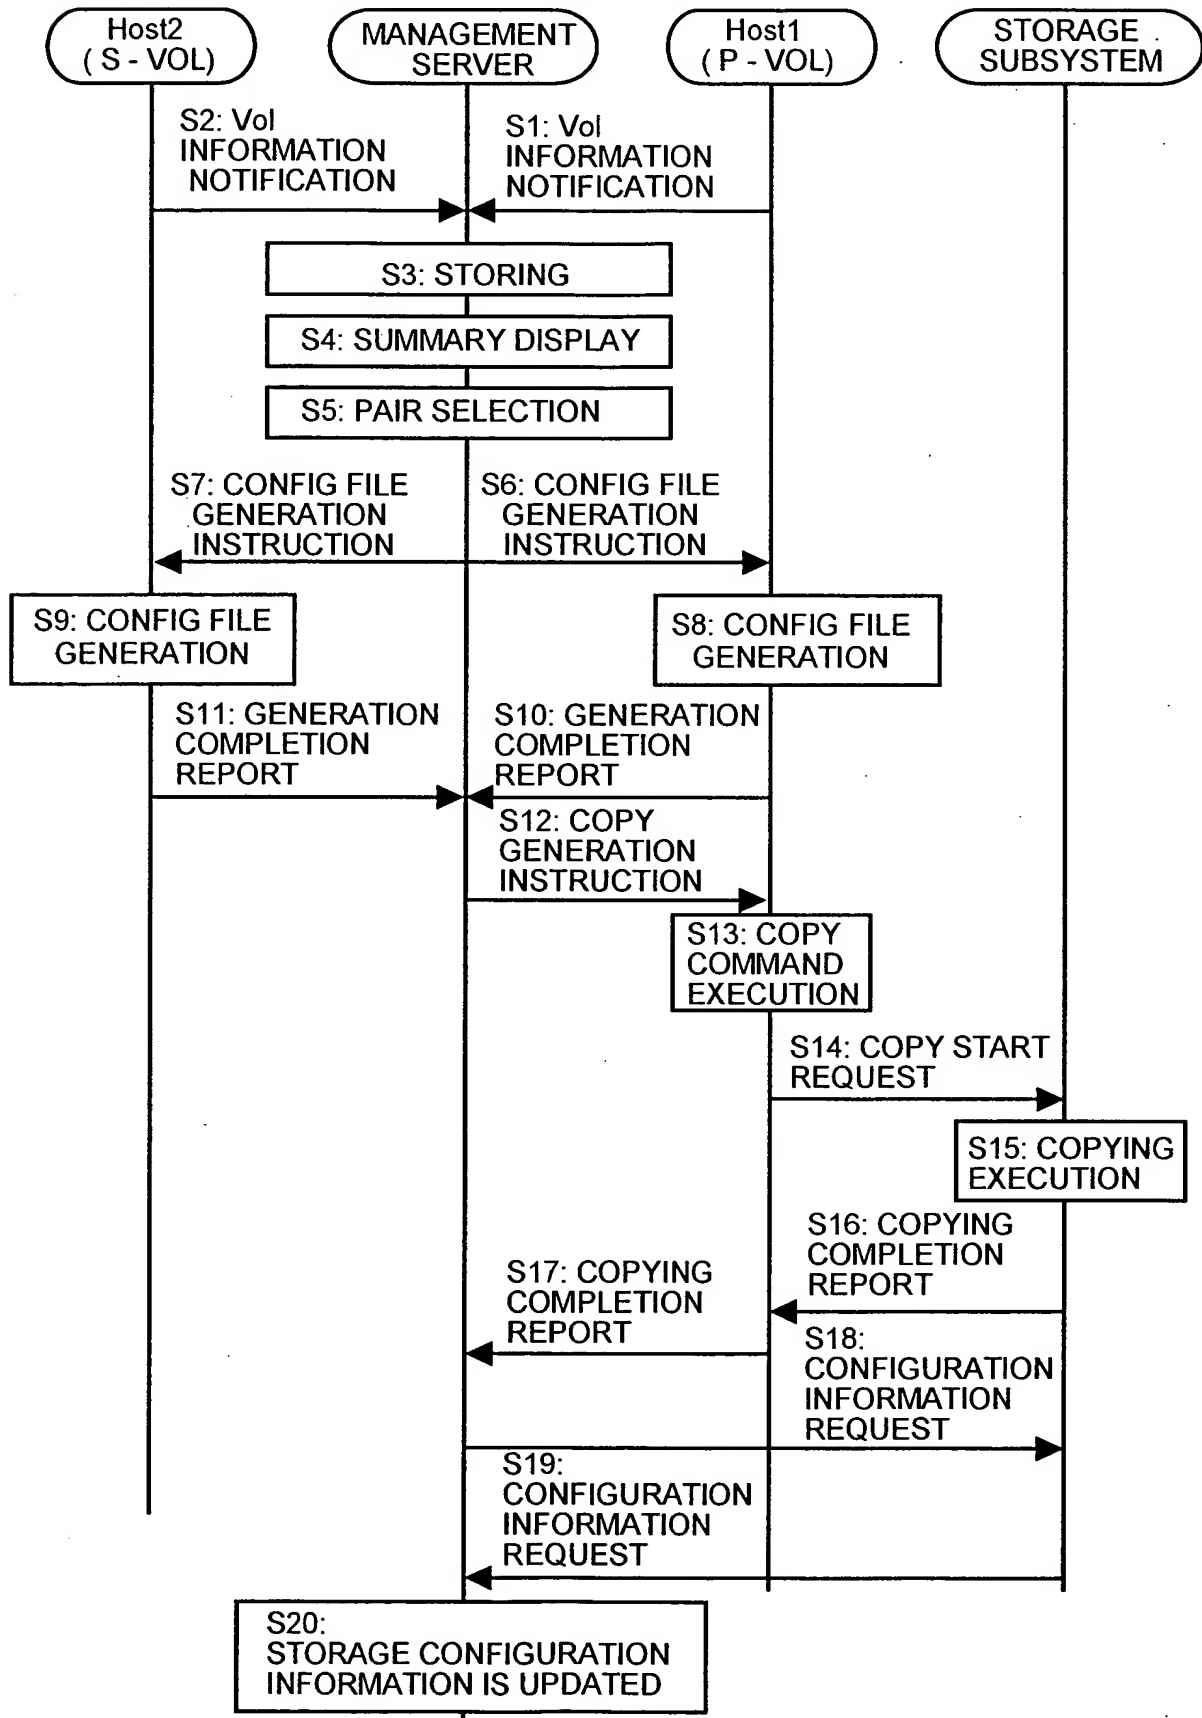 Host2
( S - VOL)
MANAGEMENT
SERVER
Host1
( P - VOL)
STORAGE
SUBSYSTEM
S2: Vol
INFORMATION
NOTIFICATION
S1: Vol
INFORMATION
NOTIFICATION
S3: STORING
S4: SUMMARY DISPLAY
S5: PAIR SELECTION
S7: CONFIG FILE
GENERATION
INSTRUCTION
S6: CONFIG FILE
GENERATION
INSTRUCTION
S9: CONFIG FILE
GENERATION
S8: CONFIG FILE
GENERATION
S11: GENERATION
COMPLETION
REPORT
S10: GENERATION
COMPLETION
REPORT
S12: COPY
GENERATION
INSTRUCTION
S13: COPY
COMMAND
EXECUTION
S14: COPY START
REQUEST
S15: COPYING
EXECUTION
S16: COPYING
COMPLETION
REPORT
S17: COPYING
COMPLETION
REPORT
S18:
CONFIGURATION
INFORMATION
REQUEST
S19:
CONFIGURATION
INFORMATION
REQUEST
S20:
STORAGE CONFIGURATION
INFORMATION IS UPDATED